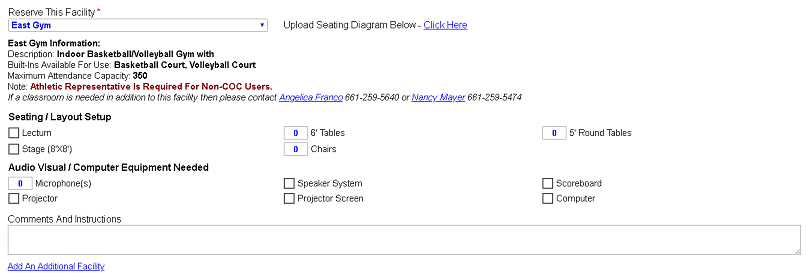 Reserve This Facility*
East Gym
Upload Seating Diagram Below - Click Here
East Gym Information:
Description: Indoor Basketball/Volleyball Gym with
Built-Ins Available For Use: Basketball Court, Volleyball Court
Maximum Attendance Capacity: 350
Note: Athletic Representative Is Required For Non-COC Users.
If a classroom is needed in addition to this facility then please contact Angelica Franco 661-259-5640 or Nancy Mayer 661-259-5474
Seating / Layout Setup
Lecturn 0 6' Tables 0 5' Round Tables
Stage (8'X8') 0 Chairs
Audio Visual / Computer Equipment Needed
0 Microphone(s) Speaker System Scoreboard
Projector Projector Screen Computer
Comments And Instructions
Add An Additional Facility